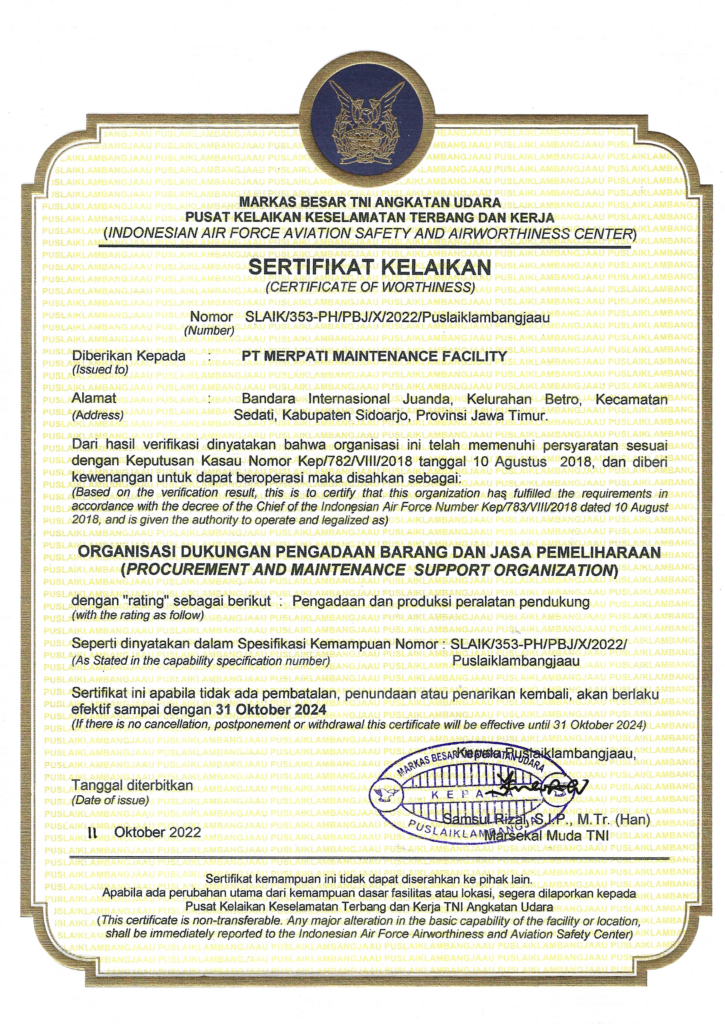 MARKAS BESAR TNI ANGKATAN UDARA
PUSAT KELAIKAN KESELAMATAN TERBANG DAN KERJA
(INDONESIAN AIR FORCE AVIATION SAFETY AND AIRWORTHINESS CENTER)
SERTIFIKAT KELAIKAN
(CERTIFICATE OF WORTHINESS)
Nomor SLAIK/353-PH/PBJ/X/2022/Puslaiklambangjaau
(Number)
Diberikan Kepada : PT MERPATI MAINTENANCE FACILITY
(Issued to)
Alamat : Bandara Internasional Juanda, Kelurahan Betro, Kecamatan
(Address) Sedati, Kabupaten Sidoarjo, Provinsi Jawa Timur.
Dari hasil verifikasi dinyatakan bahwa organisasi ini telah memenuhi persyaratan sesuai
dengan Keputusan Kasau Nomor Kep/782/VIII/2018 tanggal 10 Agustus 2018, dan diberi
kewenangan untuk dapat beroperasi maka disahkan sebagai:
(Based on the verification result, this is to certify that this organization has fulfilled the requirements in
accordance with the decree of the Chief of the Indonesian Air Force Number Kep/783/VIII/2018 dated 10 August
2018, and is given the authority to operate and legalized as)
ORGANISASI DUKUNGAN PENGADAAN BARANG DAN JASA PEMELIHARAAN
(PROCUREMENT AND MAINTENANCE SUPPORT ORGANIZATION)
dengan "rating" sebagai berikut : Pengadaan dan produksi peralatan pendukung
(with the rating as follow)
Seperti dinyatakan dalam Spesifikasi Kemampuan Nomor : SLAIK/353-PH/PBJ/X/2022/
(As Stated in the capability specification number) Puslaiklambangjaau
Sertifikat ini apabila tidak ada pembatalan, penundaan atau penarikan kembali, akan berlaku
efektif sampai dengan 31 Oktober 2024
(If there is no cancellation, postponement or withdrawal this certificate will be effective until 31 Oktober 2024)
Kepala Puslaiklambangjaau,
MARKAS BESAR TNI ANGKATAN UDARA
KEPALA
PUSLAIKLAMBANGJA
Tanggal diterbitkan
(Date of issue)
11 Oktober 2022
Samsul Rizal, S.I.P., M.Tr. (Han)
Marsekal Muda TNI
Sertifikat kemampuan ini tidak dapat diserahkan ke pihak lain.
Apabila ada perubahan utama dari kemampuan dasar fasilitas atau lokasi, segera dilaporkan kepada
Pusat Kelaikan Keselamatan Terbang dan Kerja TNI Angkatan Udara
(This certificate is non-transferable. Any major alteration in the basic capability of the facility or location,
shall be immediately reported to the Indonesian Air Force Airworthiness and Aviation Safety Center)